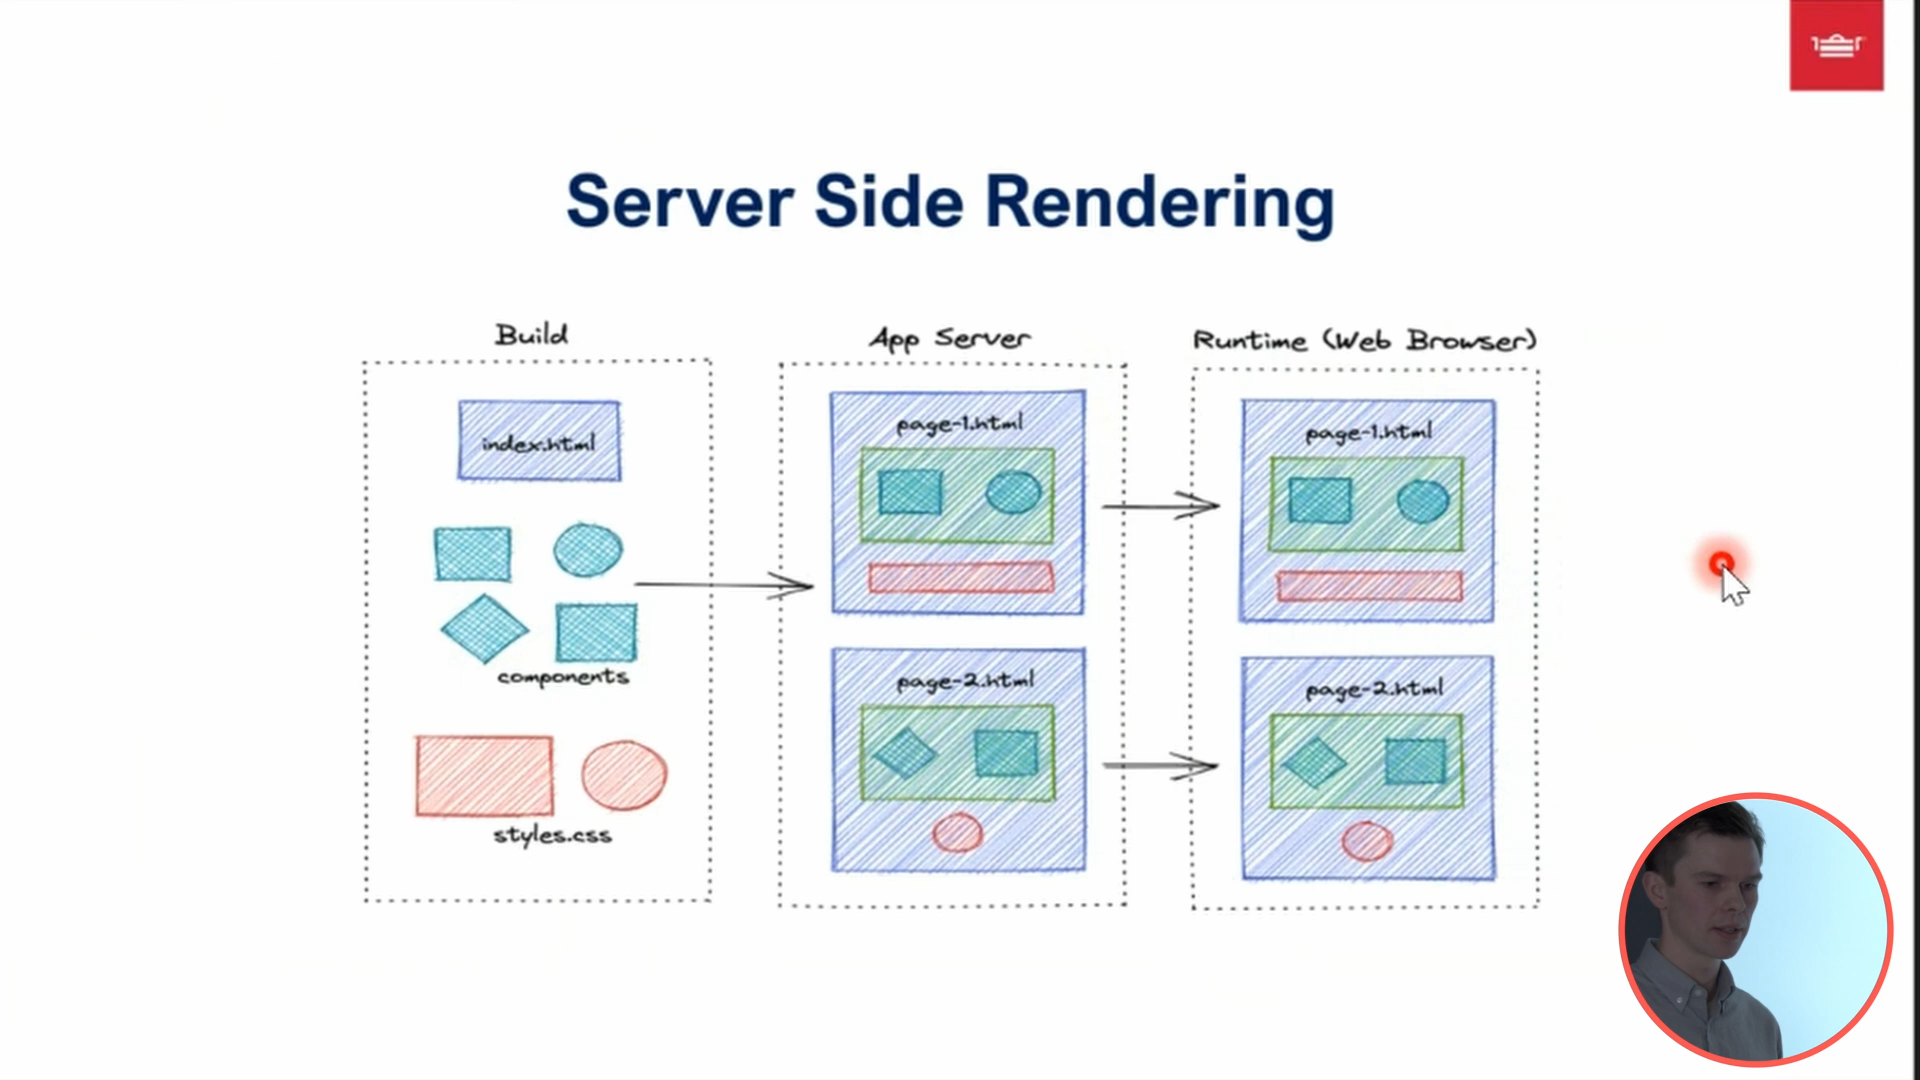 Server Side Rendering
Build
index.html
components
styles.css
App Server
page-1.html
page-2.html
Runtime (Web Browser)
page-1.html
page-2.html